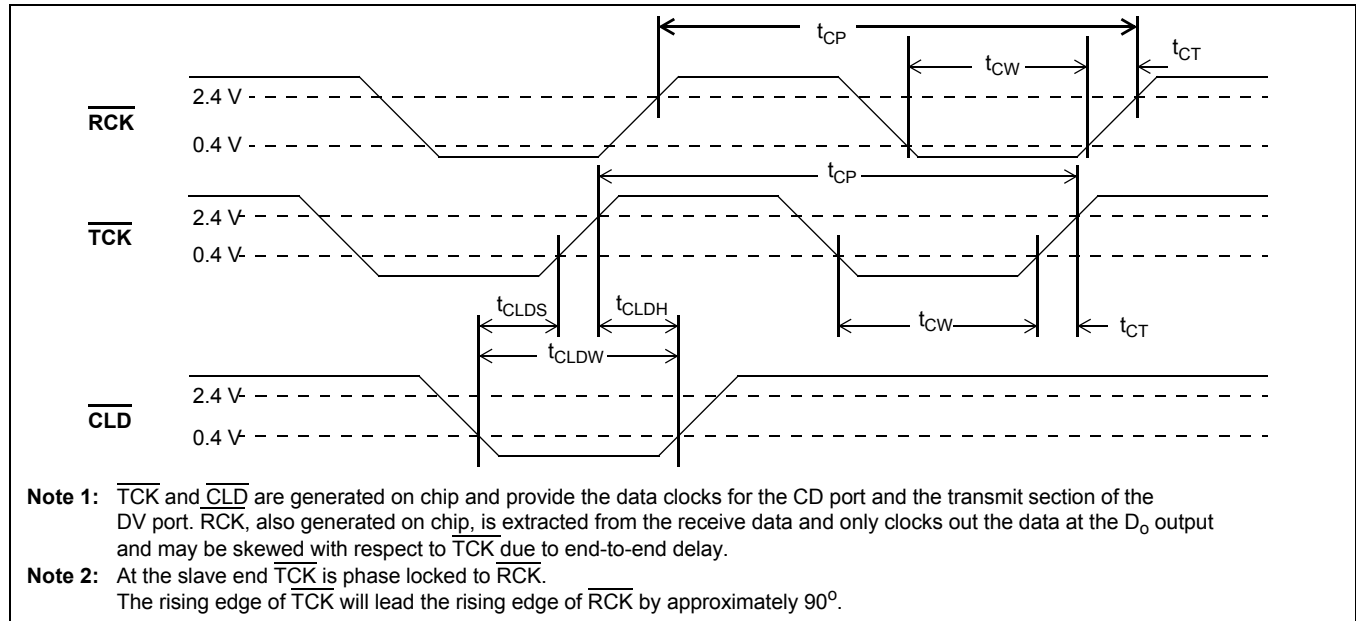 tCP
tCW
tCT
RCK
2.4 V
0.4 V
tCP
TCK
2.4 V
0.4 V
tCLDS
tCLDH
tCW
tCT
tCLDW
CLD
2.4 V
0.4 V
Note 1: TCK and CLD are generated on chip and provide the data clocks for the CD port and the transmit section of the
DV port. RCK, also generated on chip, is extracted from the receive data and only clocks out the data at the Do output
and may be skewed with respect to TCK due to end-to-end delay.
Note 2: At the slave end TCK is phase locked to RCK.
The rising edge of TCK will lead the rising edge of RCK by approximately 90o.